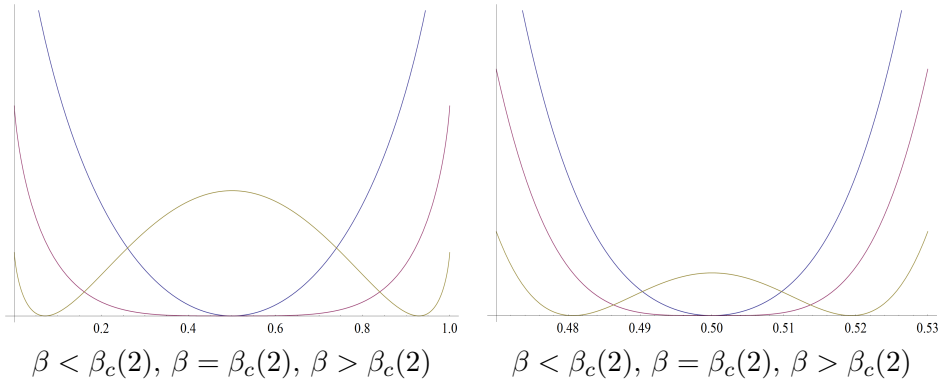 0.2 0.4 0.6 0.8 1.0
β < β_c(2), β = β_c(2), β > β_c(2)
0.48 0.49 0.50 0.51 0.52 0.53
β < β_c(2), β = β_c(2), β > β_c(2)